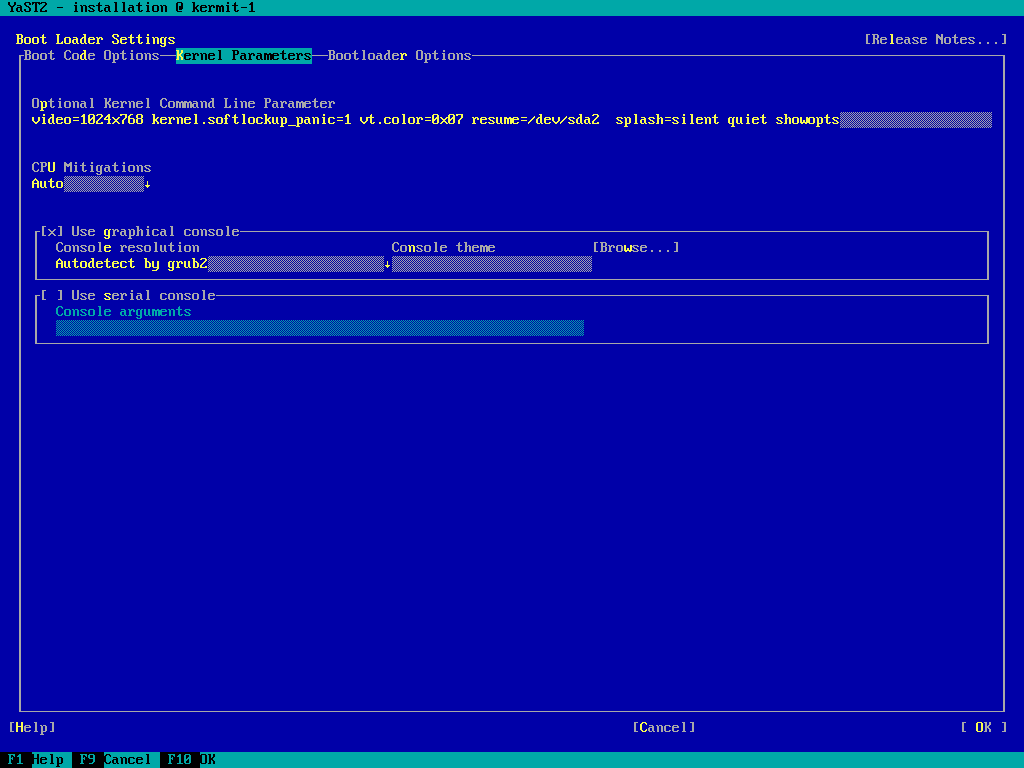 YaST2 - installation @ kermit-1
Boot Loader Settings [Release Notes...]
Boot Code Options Kernel Parameters Bootloader Options
Optional Kernel Command Line Parameter
video=1024x768 kernel.softlockup_panic=1 vt.color=0x07 resume=/dev/sda2  splash=silent quiet showopts
CPU Mitigations
Auto↓
[x] Use graphical console
Console resolution Console theme [Browse...]
Autodetect by grub2↓
[ ] Use serial console
Console arguments
[Help] [Cancel] [ OK ]
F1 Help F9 Cancel F10 OK